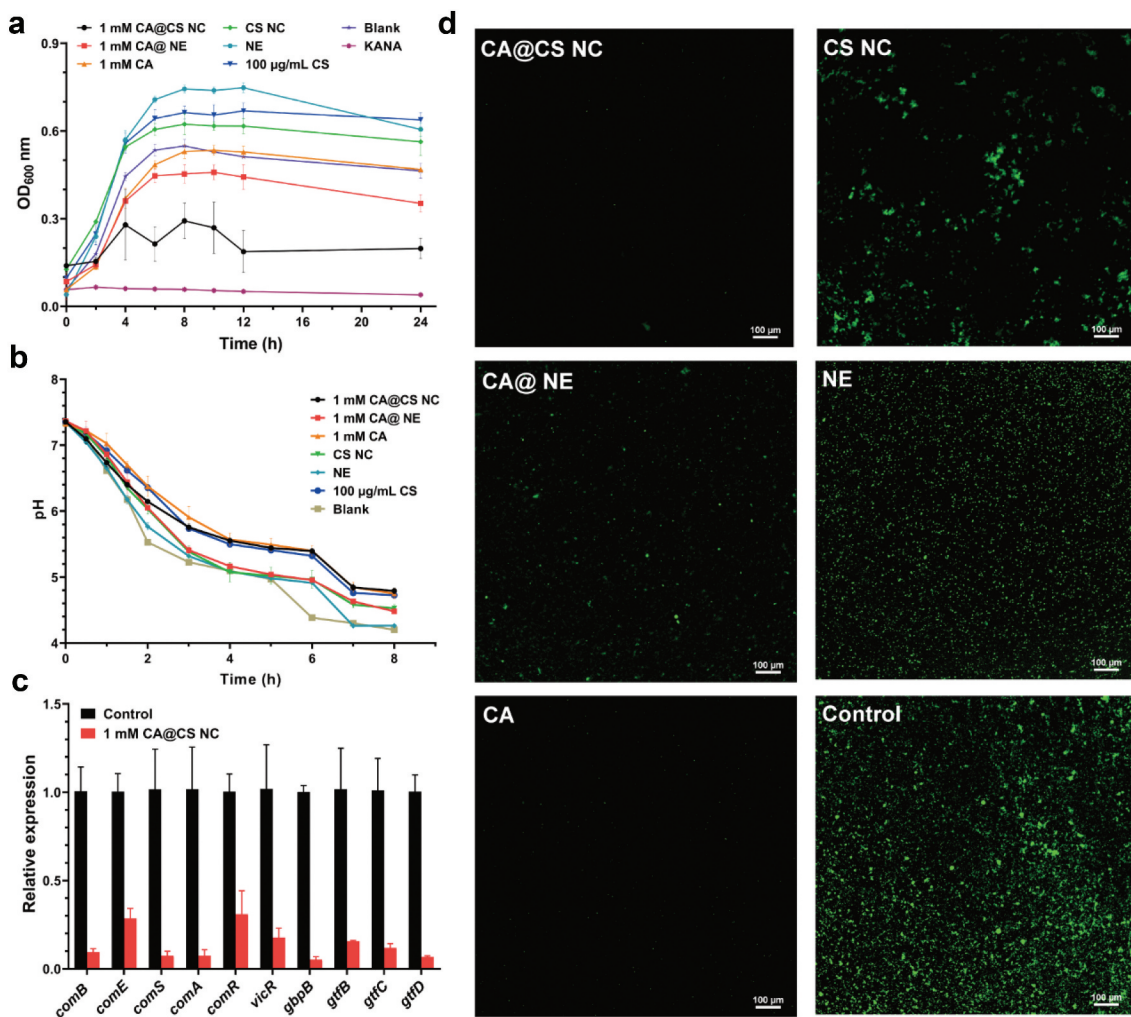 a
1 mM CA@CS NC
CS NC
Blank
1 mM CA@ NE
NE
KANA
1 mM CA
100 µg/mL CS
0.9
0.6
0.3
0.0
OD600 nm
0 4 8 12 16 20 24
Time (h)
b
1 mM CA@CS NC
1 mM CA@ NE
1 mM CA
CS NC
NE
100 µg/mL CS
Blank
8
7
6
5
4
pH
0 2 4 6 8
Time (h)
c
Control
1 mM CA@CS NC
1.5
1.0
0.5
0.0
Relative expression
comB comE comS comA comR vicR gbpB gtfB gtfC gtfD
d
CA@CS NC
100 µm
CS NC
100 µm
CA@ NE
100 µm
NE
100 µm
CA
100 µm
Control
100 µm